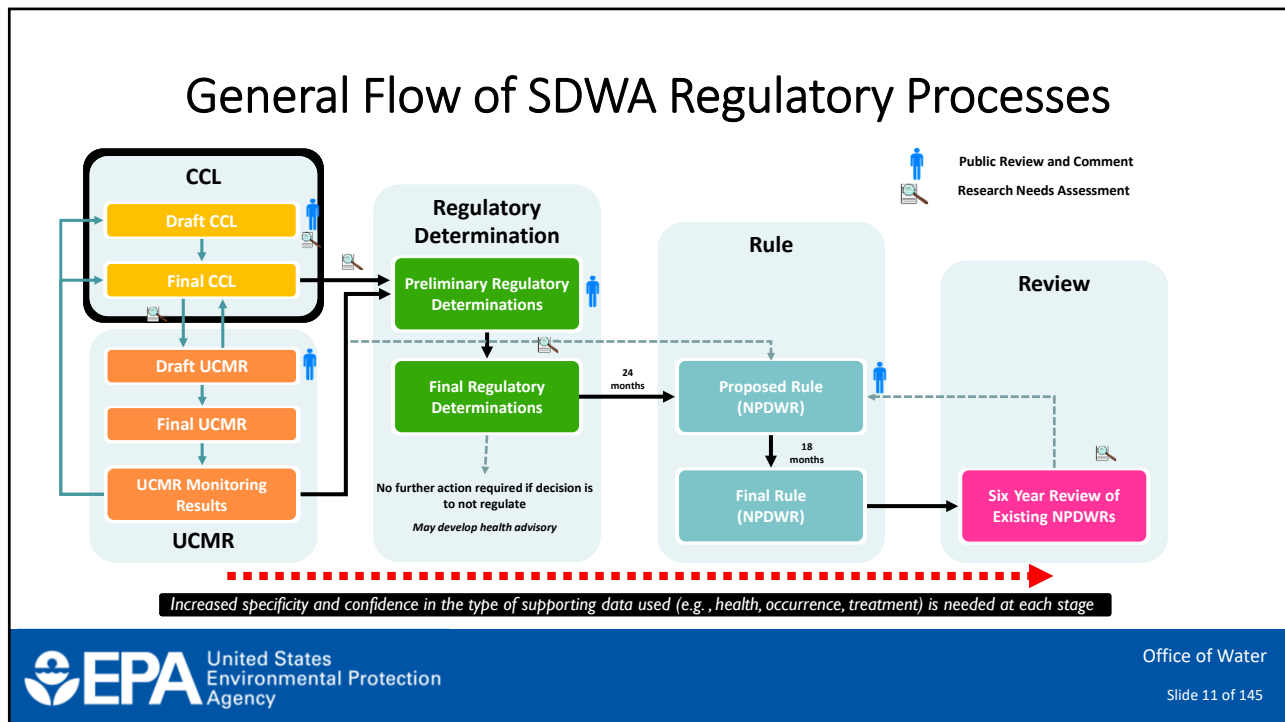 General Flow of SDWA Regulatory Processes
Public Review and Comment
Research Needs Assessment
CCL
Draft CCL
Final CCL
Draft UCMR
Final UCMR
UCMR Monitoring
Results
UCMR
Regulatory
Determination
Preliminary Regulatory
Determinations
Final Regulatory
Determinations
No further action required if decision is
to not regulate
May develop health advisory
24
months
Rule
Proposed Rule
(NPDWR)
18
months
Final Rule
(NPDWR)
Review
Six Year Review of
Existing NPDWRs
Increased specificity and confidence in the type of supporting data used (e.g., health, occurrence, treatment) is needed at each stage
EPA
United States
Environmental Protection
Agency
Office of Water
Slide 11 of 145